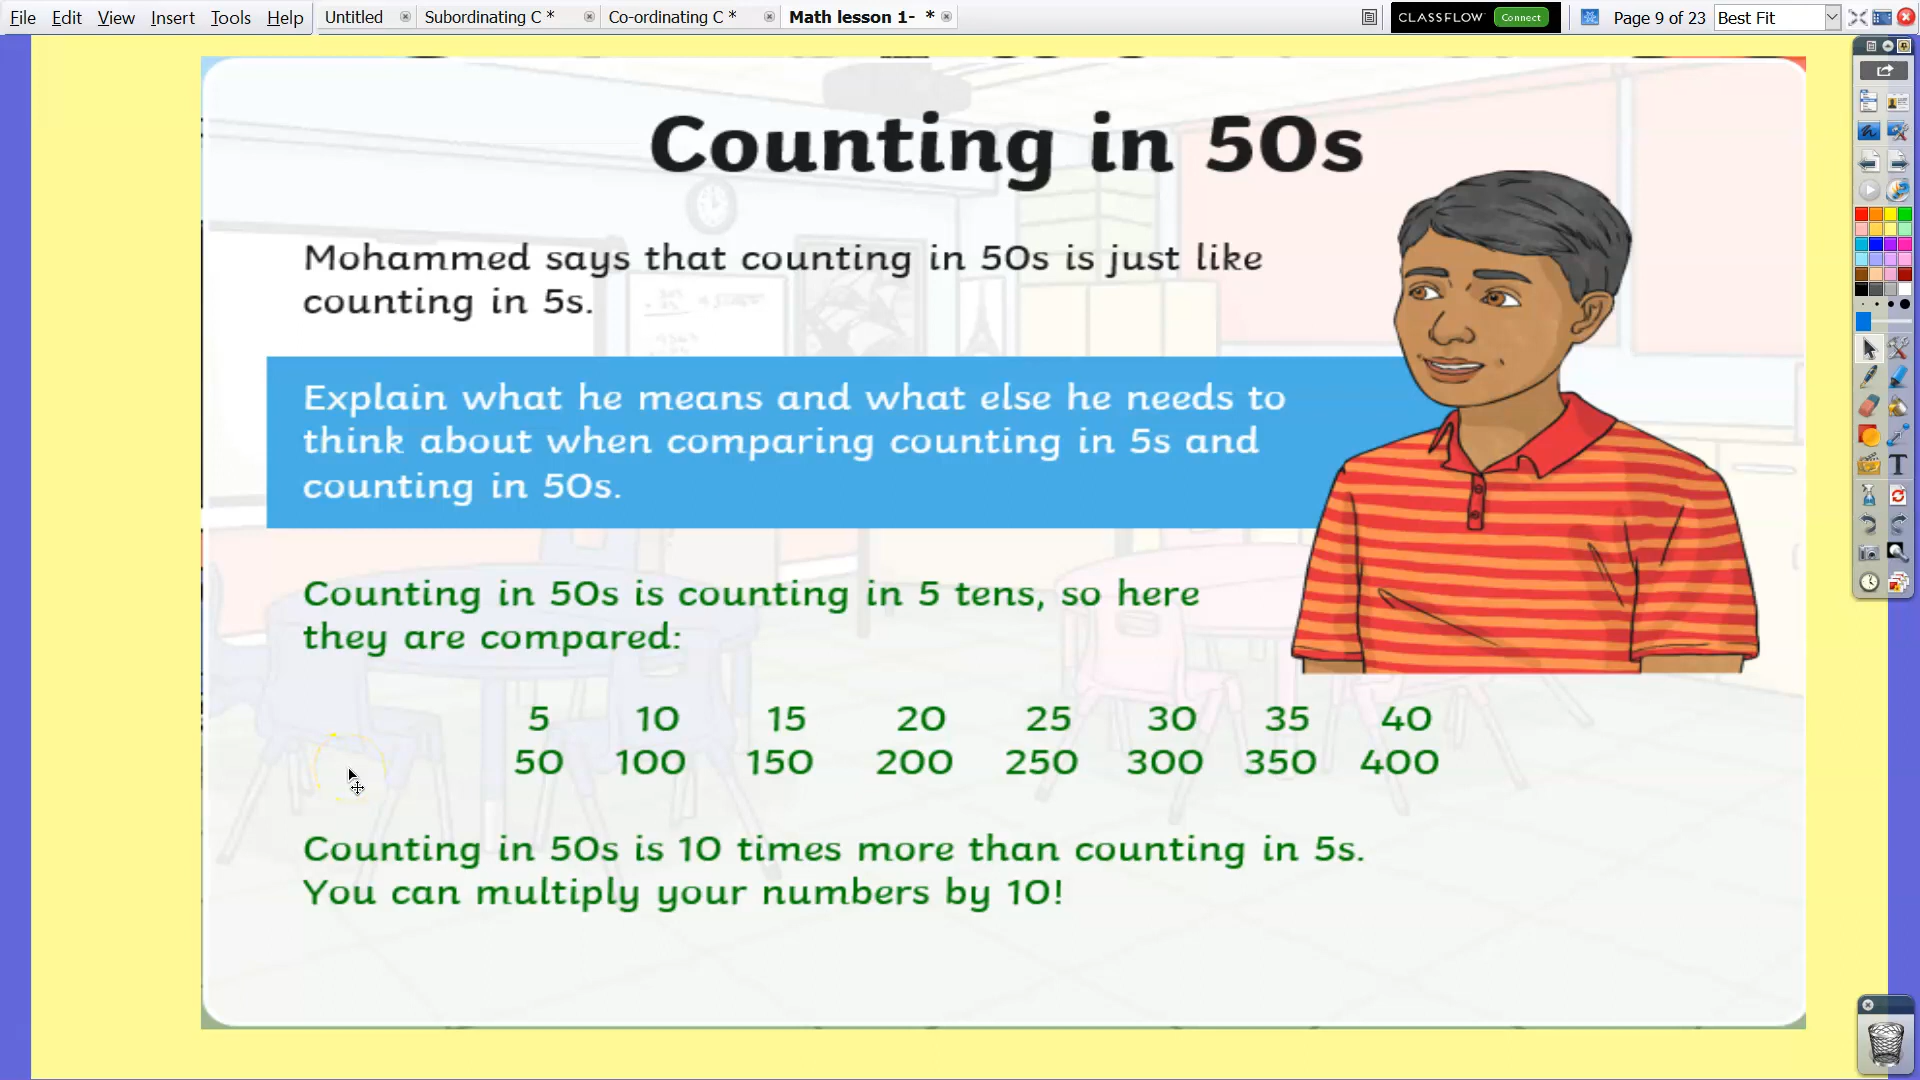 File Edit View Insert Tools Help Untitled Subordinating C * Co-ordinating C * Math lesson 1- * CLASSFLOW Connect Page 9 of 23 Best Fit
Counting in 50s
Mohammed says that counting in 50s is just like
counting in 5s.
Explain what he means and what else he needs to
think about when comparing counting in 5s and
counting in 50s.
Counting in 50s is counting in 5 tens, so here
they are compared:
5 10 15 20 25 30 35 40
50 100 150 200 250 300 350 400
Counting in 50s is 10 times more than counting in 5s.
You can multiply your numbers by 10!